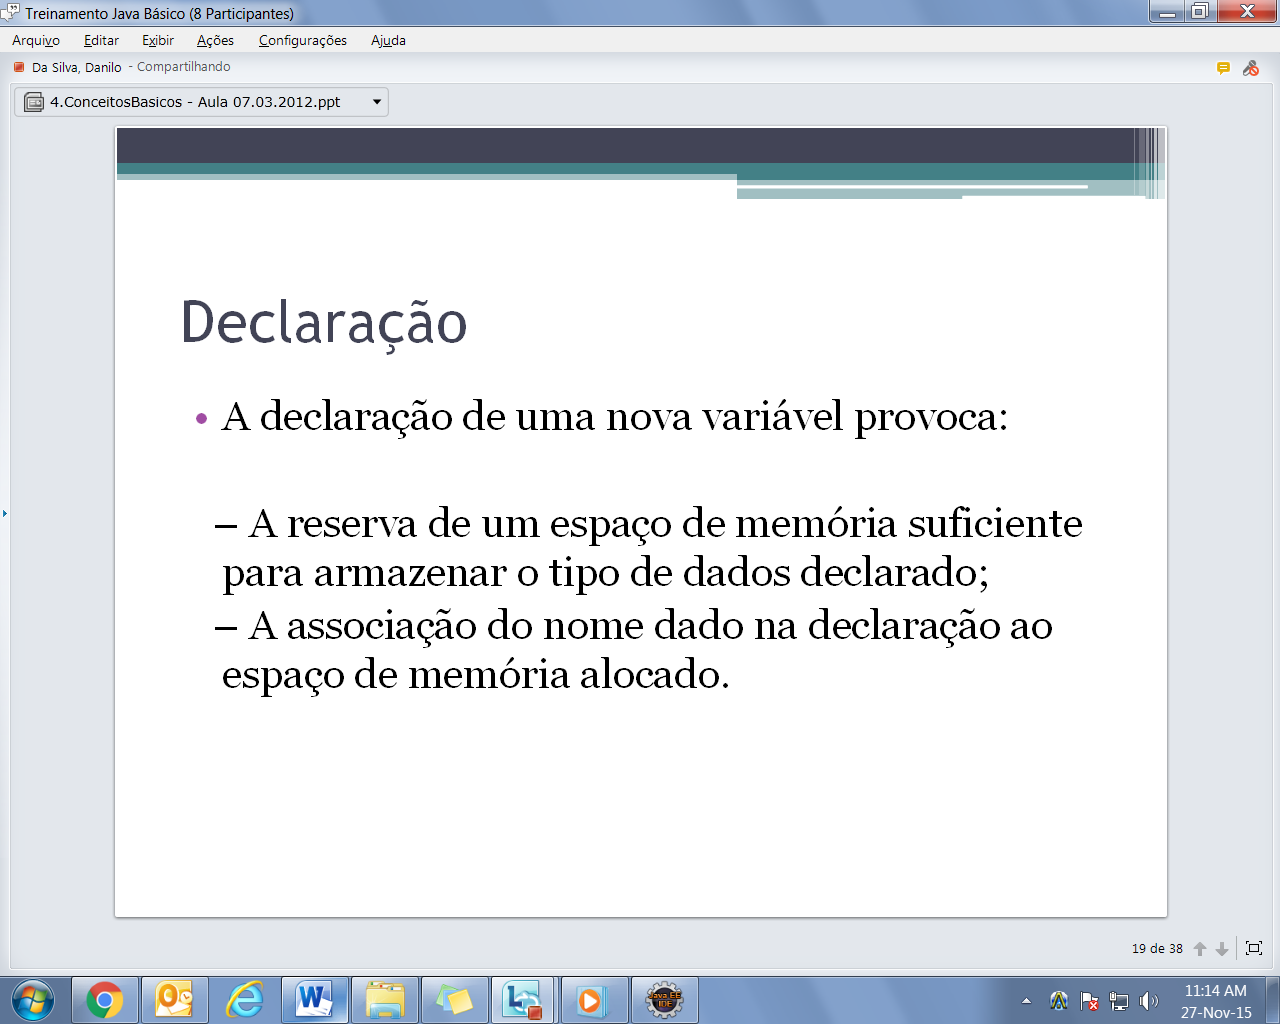 Treinamento Java Básico (8 Participantes)
Arquivo Editar Exibir Ações Configurações Ajuda
Da Silva, Danilo - Compartilhando
4.ConceitosBasicos - Aula 07.03.2012.ppt
Declaração
• A declaração de uma nova variável provoca:
– A reserva de um espaço de memória suficiente
para armazenar o tipo de dados declarado;
– A associação do nome dado na declaração ao
espaço de memória alocado.
19 de 38
Java EE
IDE
11:14 AM
27-Nov-15